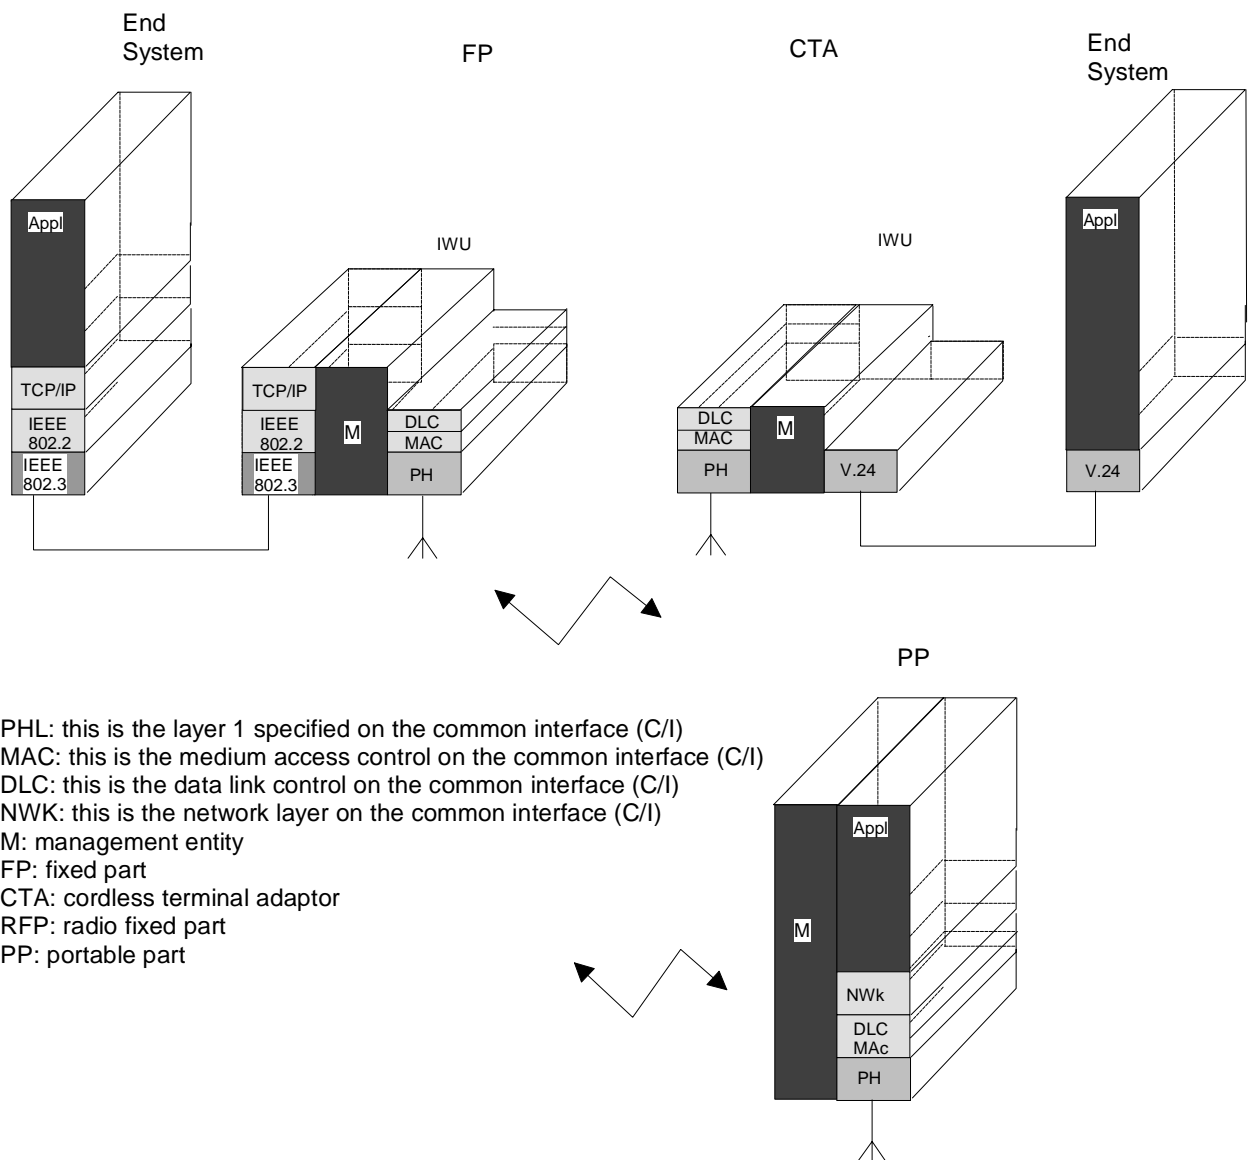 End
System
FP
CTA
End
System
IWU
IWU
Appl
TCP/IP
IEEE
802.2
IEEE
802.3
TCP/IP
IEEE
802.2
IEEE
802.3
M
DLC
MAC
PH
DLC
MAC
PH
M
V.24
Appl
V.24
PHL: this is the layer 1 specified on the common interface (C/I)
MAC: this is the medium access control on the common interface (C/I)
DLC: this is the data link control on the common interface (C/I)
NWK: this is the network layer on the common interface (C/I)
M: management entity
FP: fixed part
CTA: cordless terminal adaptor
RFP: radio fixed part
PP: portable part
PP
M
Appl
NWk
DLC
MAc
PH